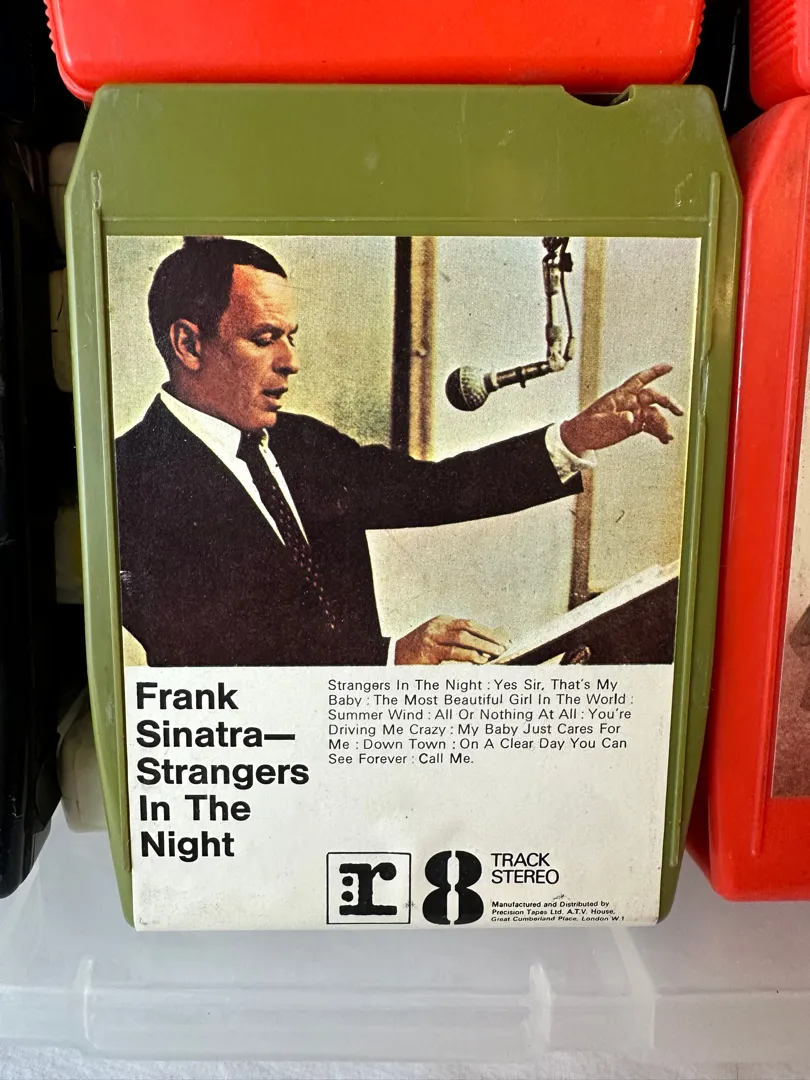 Frank
Sinatra—
Strangers
In The
Night
Strangers In The Night : Yes Sir, That's My
Baby : The Most Beautiful Girl In The World :
Summer Wind : All Or Nothing At All : You're
Driving Me Crazy : My Baby Just Cares For
Me : Down Town : On A Clear Day You Can
See Forever : Call Me.
r
8
TRACK
STEREO
Manufactured and Distributed by
Precision Tapes Ltd. A.T.V. House,
Great Cumberland Place, London W.1